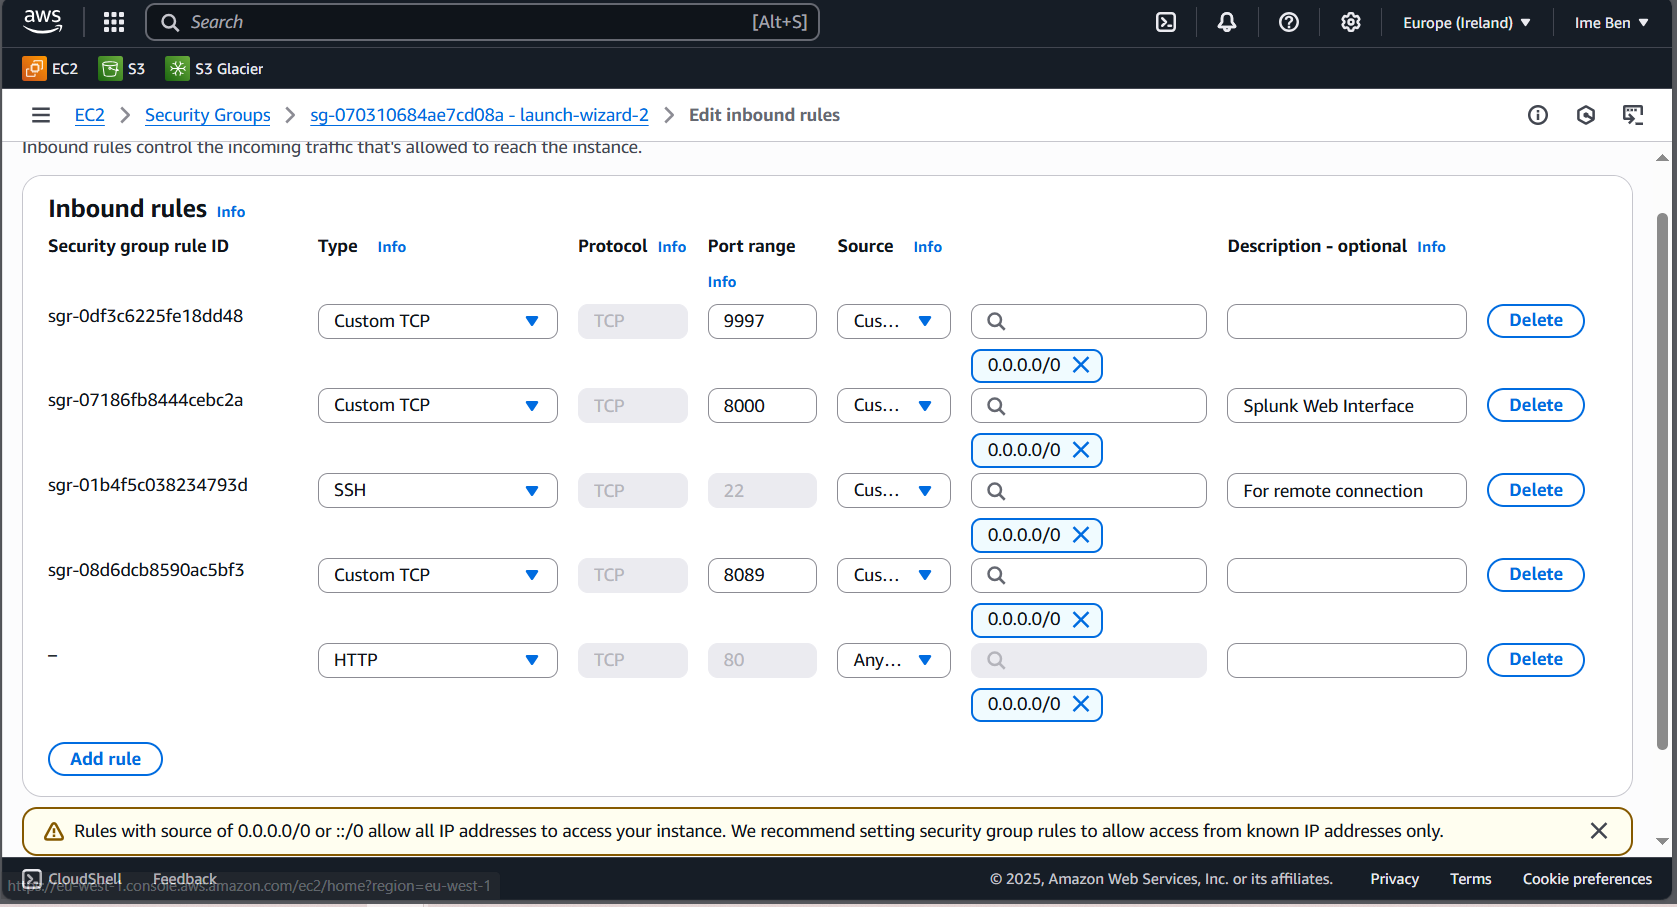 aws
Search [Alt+S]
Europe (Ireland) Ime Ben
EC2 S3 S3 Glacier
EC2 Security Groups sg-070310684ae7cd08a - launch-wizard-2 Edit inbound rules
Inbound rules control the incoming traffic that's allowed to reach the instance.
Inbound rules Info
Security group rule ID Type Info Protocol Info Port range Source Info Description - optional Info
Info
sgr-0df3c6225fe18dd48 Custom TCP TCP 9997 Cus... Delete
0.0.0.0/0
sgr-07186fb8444cebc2a Custom TCP TCP 8000 Cus... Splunk Web Interface Delete
0.0.0.0/0
sgr-01b4f5c038234793d SSH TCP 22 Cus... For remote connection Delete
0.0.0.0/0
sgr-08d6dcb8590ac5bf3 Custom TCP TCP 8089 Cus... Delete
0.0.0.0/0
– HTTP TCP 80 Any... Delete
0.0.0.0/0
Add rule
Rules with source of 0.0.0.0/0 or ::/0 allow all IP addresses to access your instance. We recommend setting security group rules to allow access from known IP addresses only.
CloudShell Feedback © 2025, Amazon Web Services, Inc. or its affiliates. Privacy Terms Cookie preferences
https://eu-west-1.console.aws.amazon.com/ec2/home?region=eu-west-1